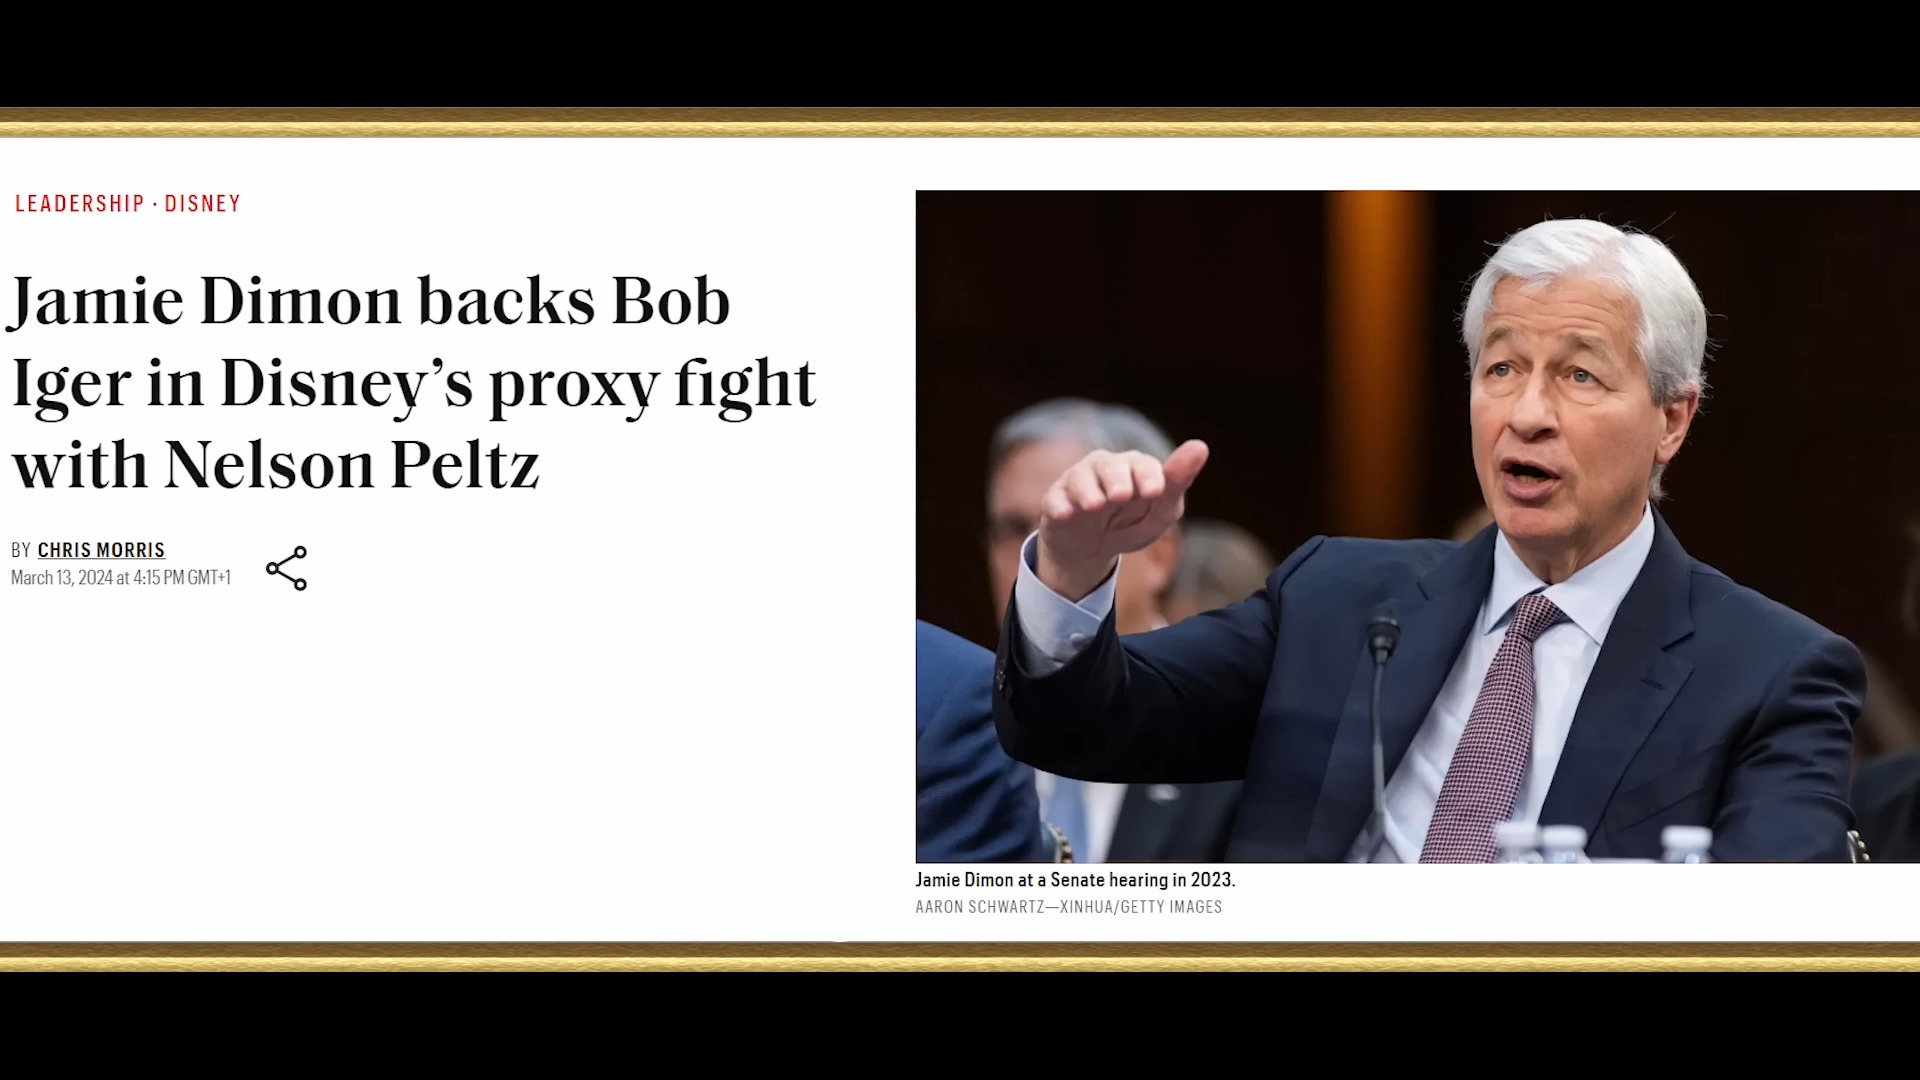 LEADERSHIP · DISNEY
Jamie Dimon backs Bob
Iger in Disney’s proxy fight
with Nelson Peltz
BY CHRIS MORRIS
March 13, 2024 at 4:15 PM GMT+1
Jamie Dimon at a Senate hearing in 2023.
AARON SCHWARTZ—XINHUA/GETTY IMAGES